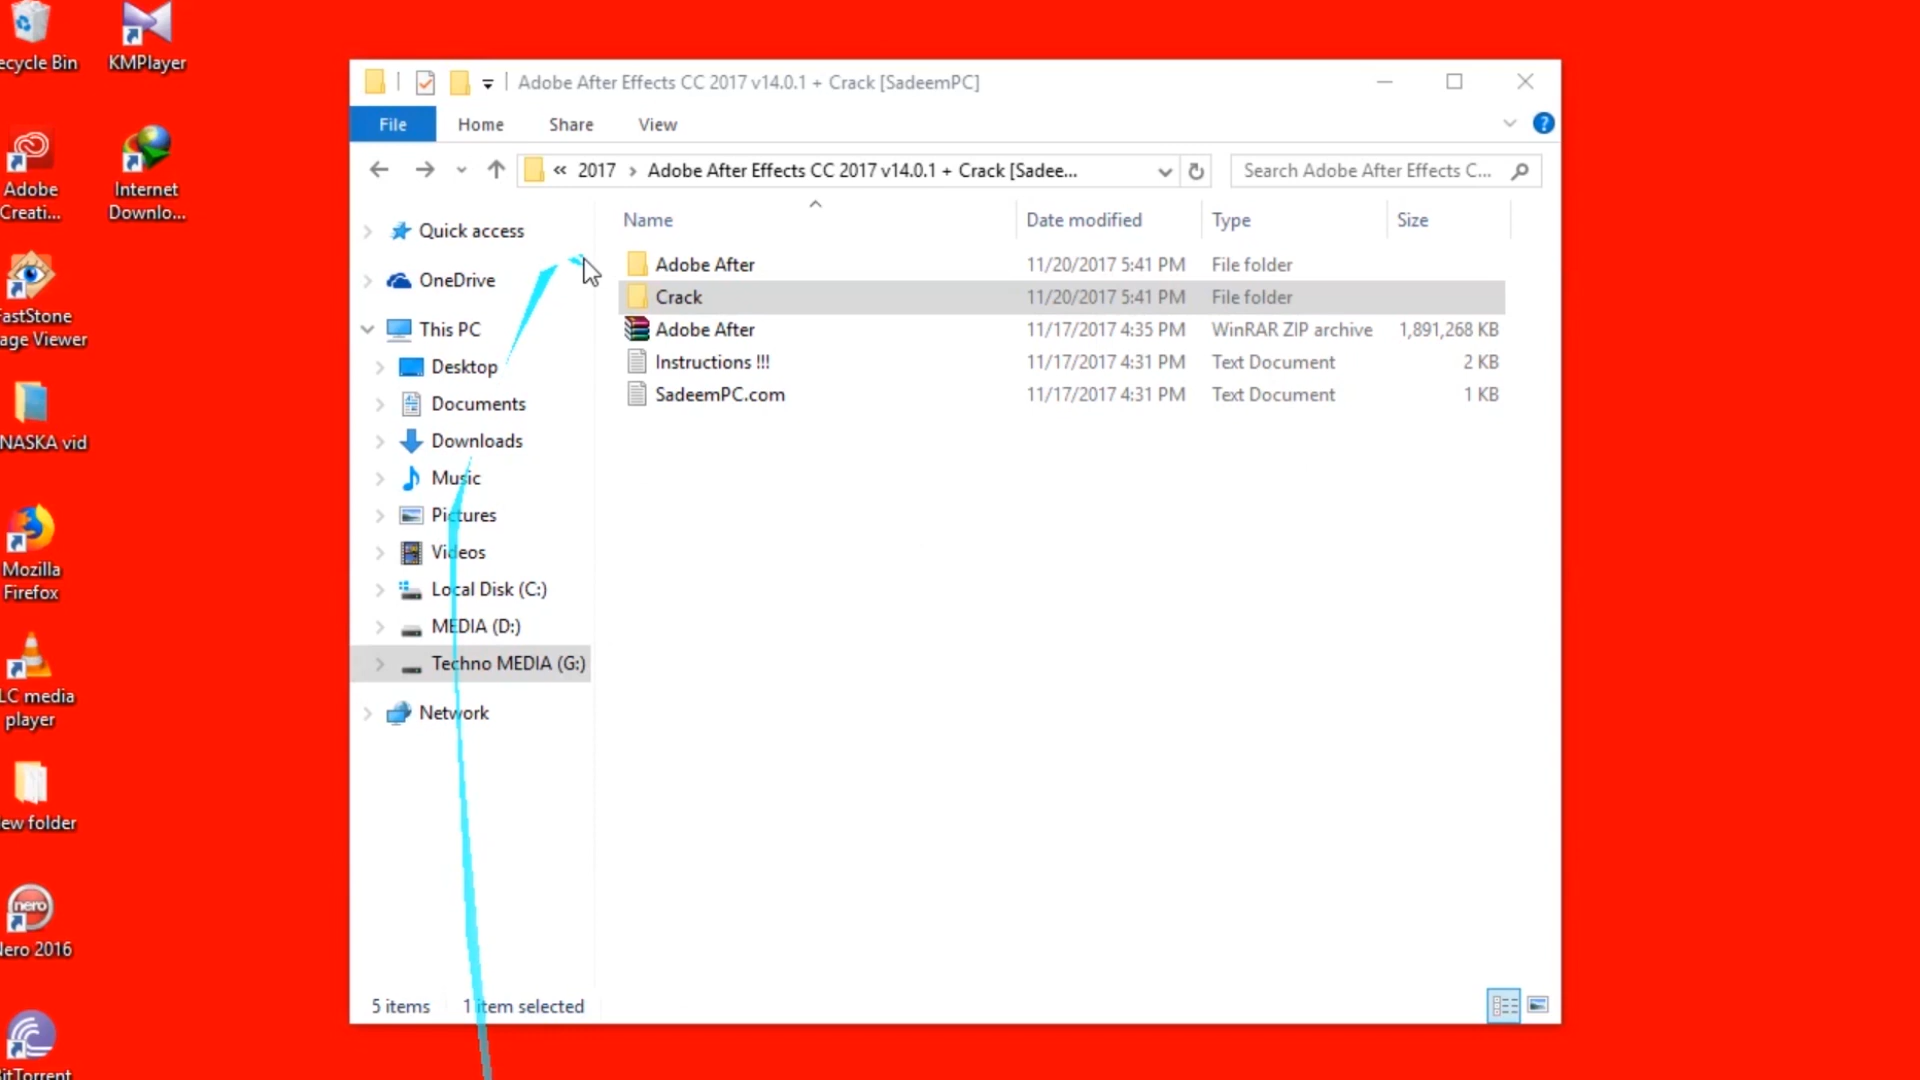 ecycle Bin
KMPlayer
Adobe
Creati...
Internet
Downlo...
FastStone
age Viewer
NASKA vid
Mozilla
Firefox
LC media
player
ew folder
nero
Nero 2016
BitTorrent
Adobe After Effects CC 2017 v14.0.1 + Crack [SadeemPC]
File Home Share View
« 2017 › Adobe After Effects CC 2017 v14.0.1 + Crack [Sadee...
Search Adobe After Effects C...
Quick access
OneDrive
This PC
Desktop
Documents
Downloads
Music
Pictures
Videos
Local Disk (C:)
MEDIA (D:)
Techno MEDIA (G:)
Network
Name Date modified Type Size
Adobe After 11/20/2017 5:41 PM File folder
Crack 11/20/2017 5:41 PM File folder
Adobe After 11/17/2017 4:35 PM WinRAR ZIP archive 1,891,268 KB
Instructions !!! 11/17/2017 4:31 PM Text Document 2 KB
SadeemPC.com 11/17/2017 4:31 PM Text Document 1 KB
5 items 1 item selected